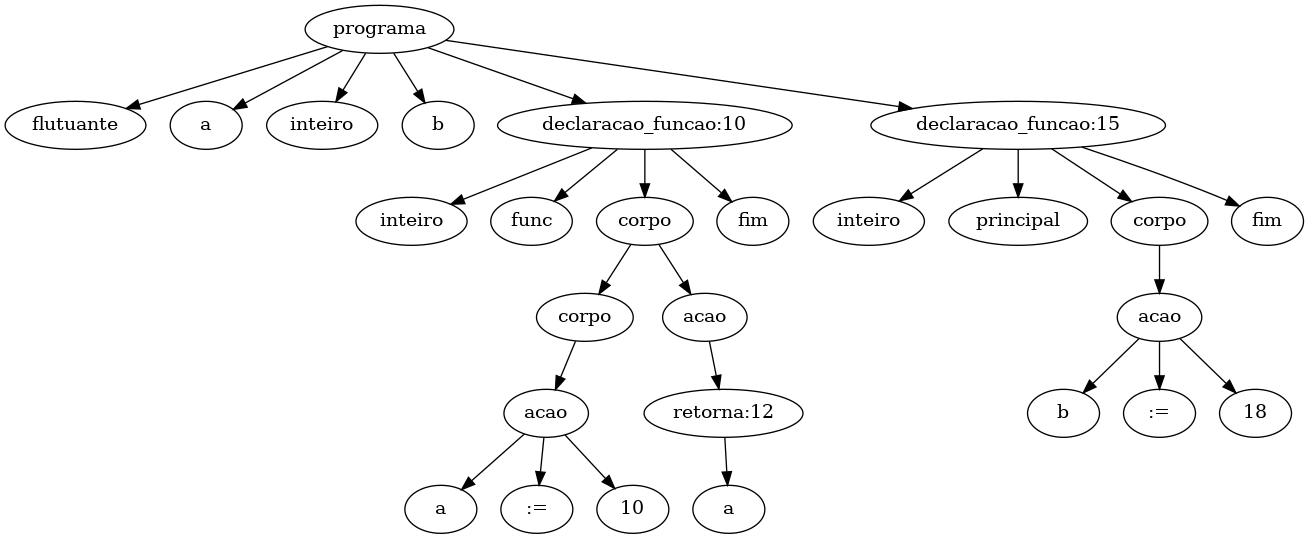 programa
flutuante a inteiro b declaracao_funcao:10 declaracao_funcao:15
inteiro func corpo fim inteiro principal corpo fim
corpo acao acao
acao retorna:12 b := 18
a := 10 a